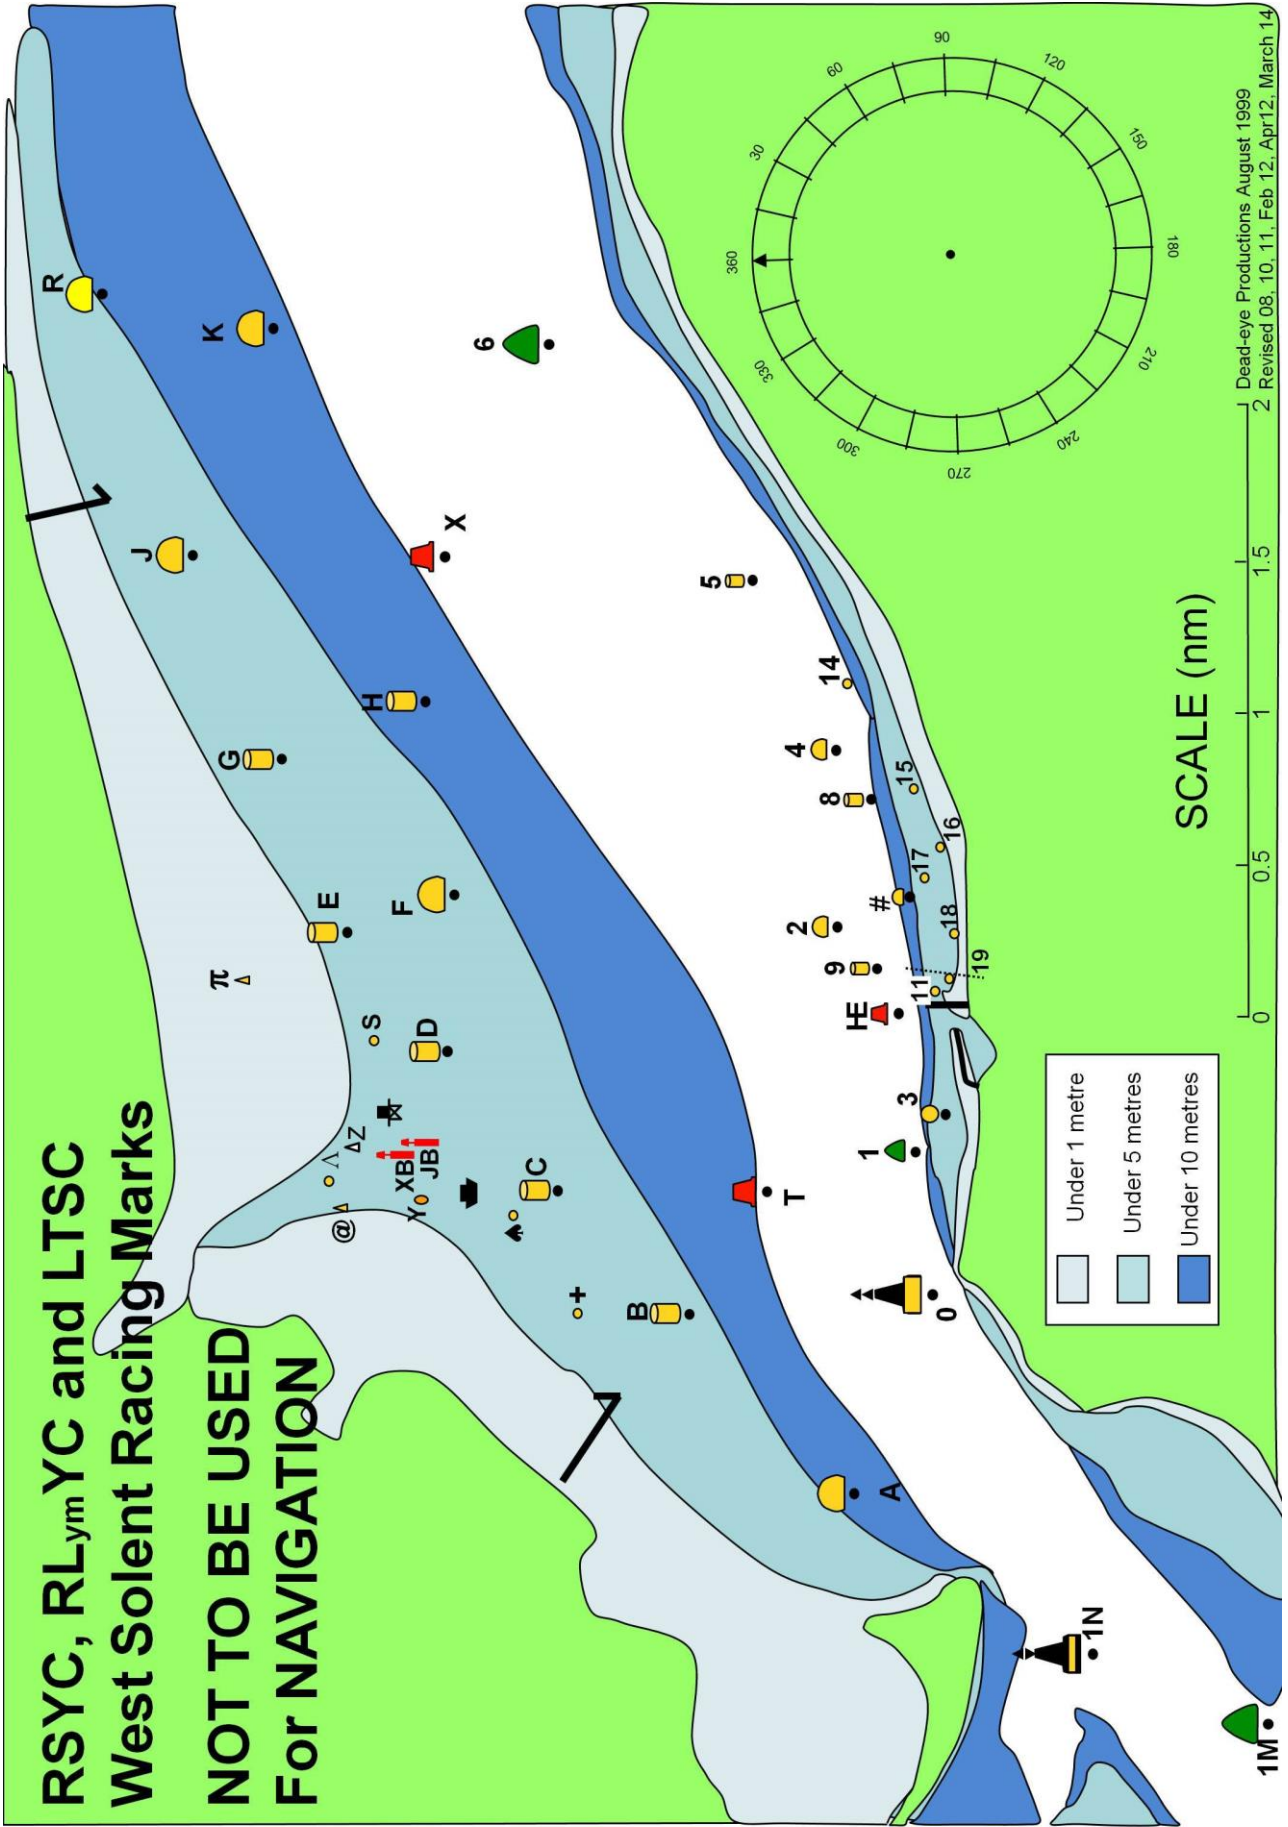 RSYC, RLym YC and LTSC
West Solent Racing Marks
NOT TO BE USED
For NAVIGATION
R
K
J
6
X
G
H
5
E
F
π
14
4
8
15
16
17
#
18
2
9
19
11
HE
S
D
Z
Λ
@
XB
JB
Y
C
♠
+
B
T
3
1
0
A
1N
1M
360
30
60
90
120
150
180
210
240
270
300
330
SCALE (nm)
0
0.5
1
1.5
2
Under 1 metre
Under 5 metres
Under 10 metres
Dead-eye Productions August 1999
Revised 08, 10, 11, Feb 12, Apr12, March 14